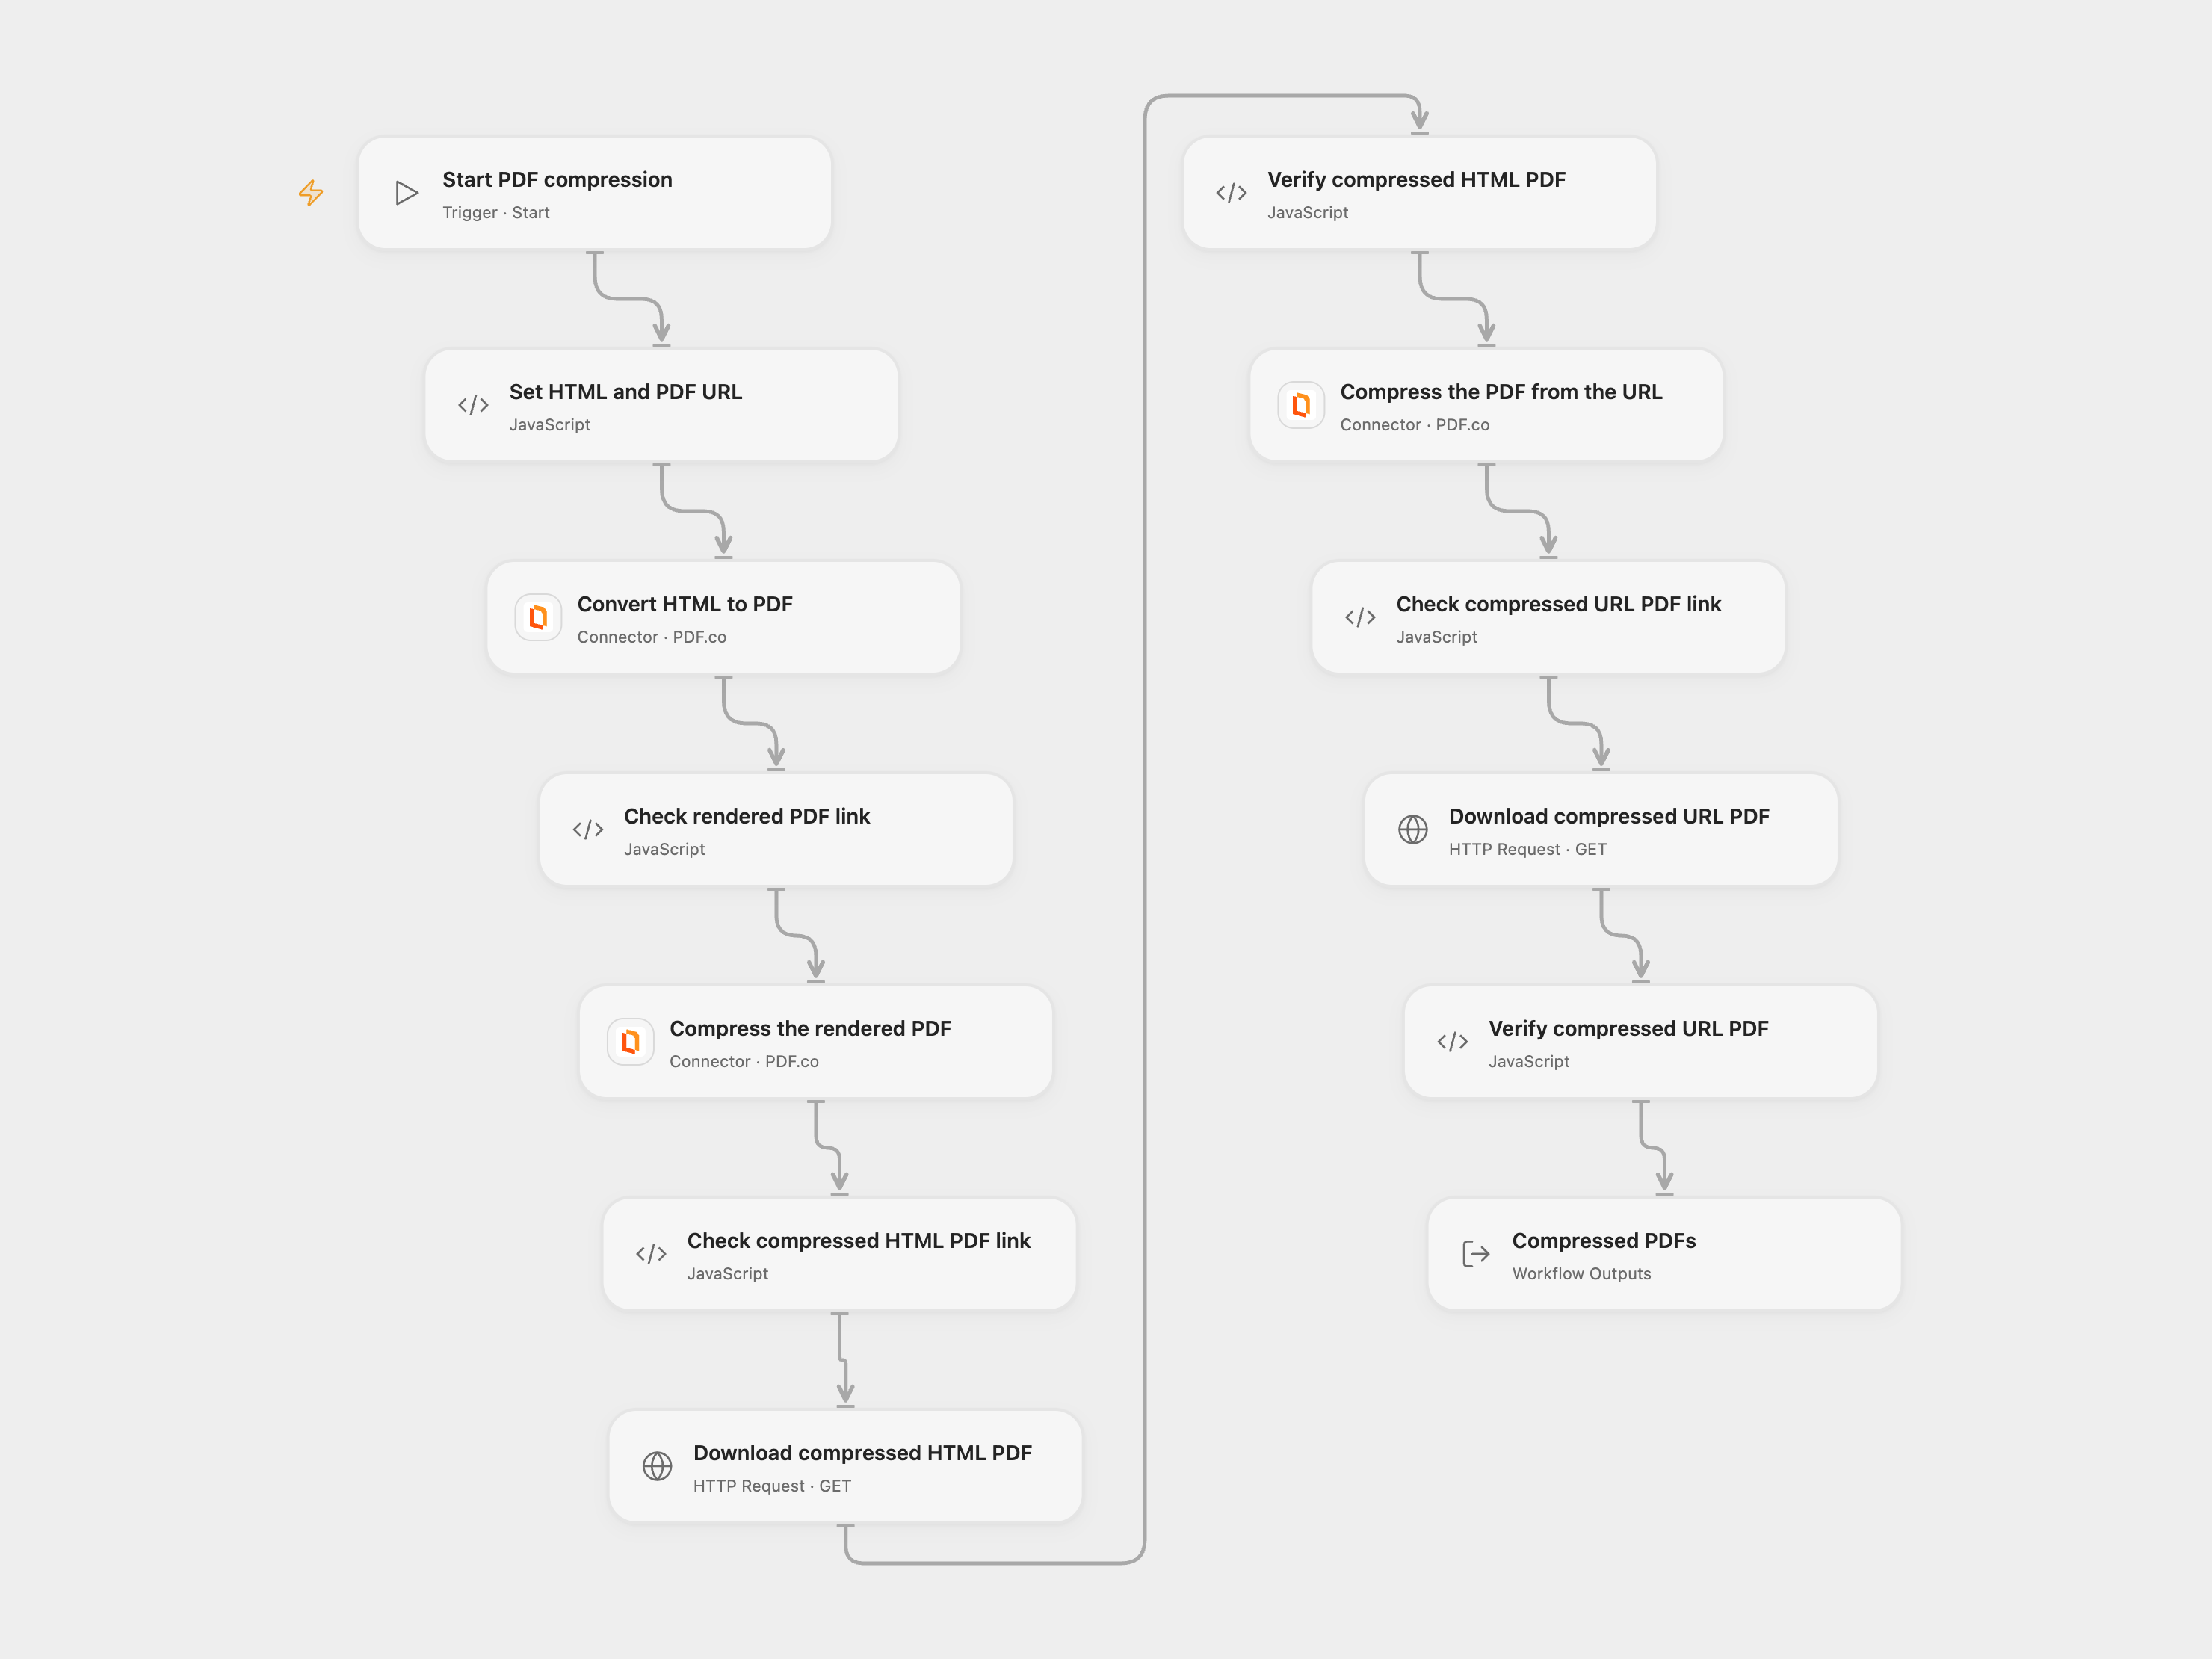 Start PDF compression
Trigger · Start
Set HTML and PDF URL
JavaScript
Convert HTML to PDF
Connector · PDF.co
Check rendered PDF link
JavaScript
Compress the rendered PDF
Connector · PDF.co
Check compressed HTML PDF link
JavaScript
Download compressed HTML PDF
HTTP Request · GET
Verify compressed HTML PDF
JavaScript
Compress the PDF from the URL
Connector · PDF.co
Check compressed URL PDF link
JavaScript
Download compressed URL PDF
HTTP Request · GET
Verify compressed URL PDF
JavaScript
Compressed PDFs
Workflow Outputs